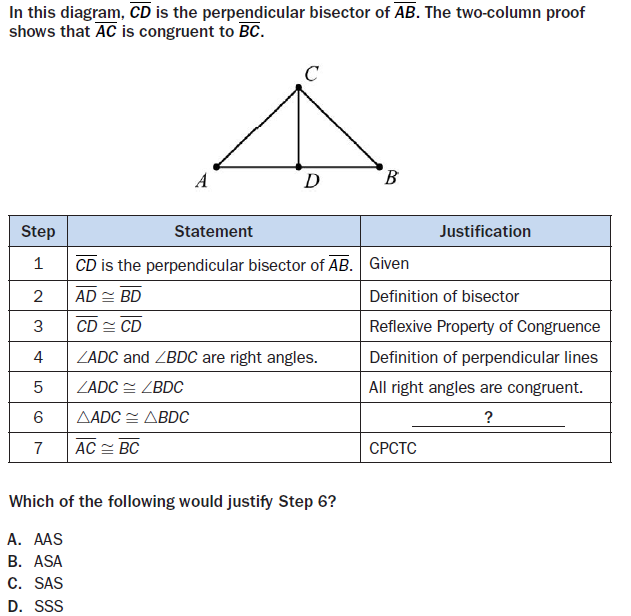 In this diagram, CD is the perpendicular bisector of AB. The two-column proof
shows that AC is congruent to BC.
C
A
D
B
Step Statement Justification
1 CD is the perpendicular bisector of AB. Given
2 AD ≅ BD Definition of bisector
3 CD ≅ CD Reflexive Property of Congruence
4 ∠ADC and ∠BDC are right angles. Definition of perpendicular lines
5 ∠ADC ≅ ∠BDC All right angles are congruent.
6 △ADC ≅ △BDC ?
7 AC ≅ BC CPCTC
Which of the following would justify Step 6?
A. AAS
B. ASA
C. SAS
D. SSS